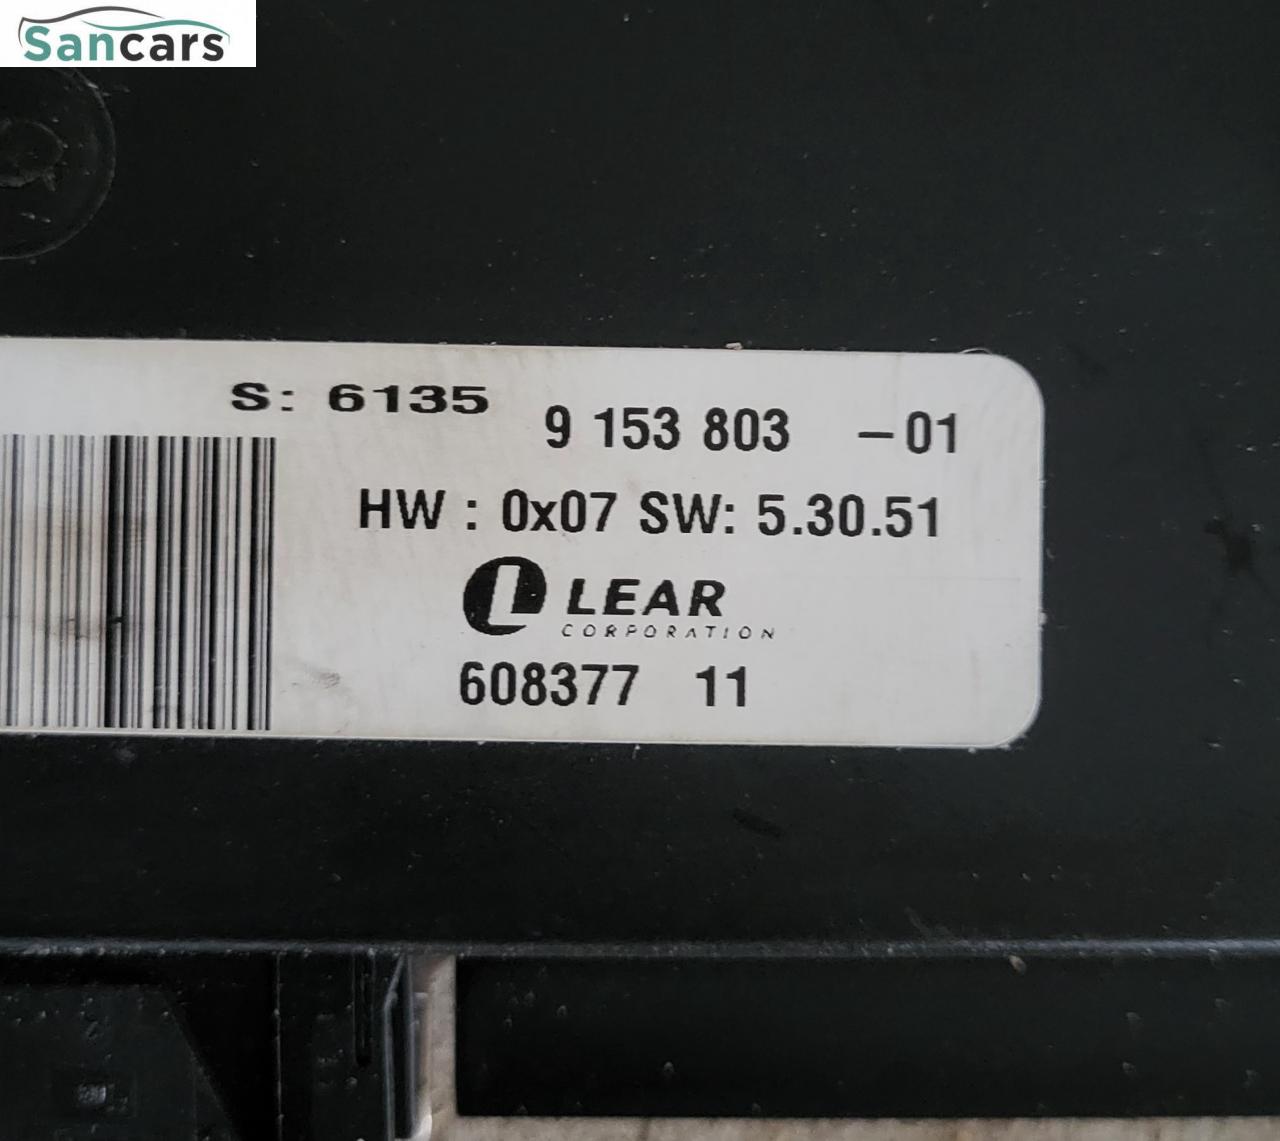 Sancars
S: 6135
9 153 803 -01
HW : 0x07 SW: 5.30.51
L LEAR
CORPORATION
608377 11